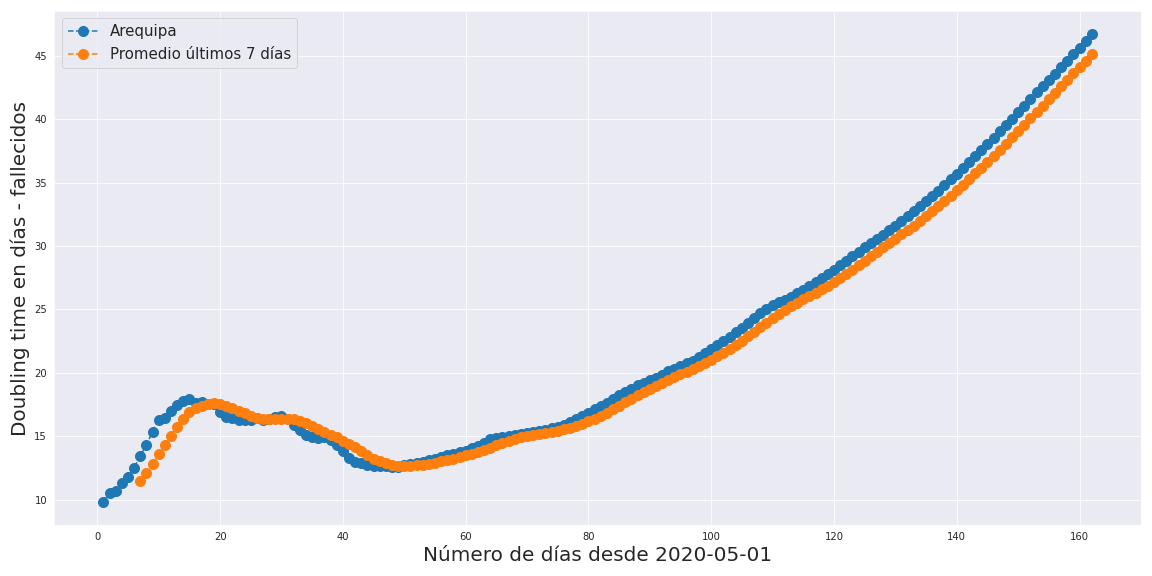 Arequipa
Promedio últimos 7 días
Doubling time en días - fallecidos
45
40
35
30
25
20
15
10
0 20 40 60 80 100 120 140 160
Número de días desde 2020-05-01